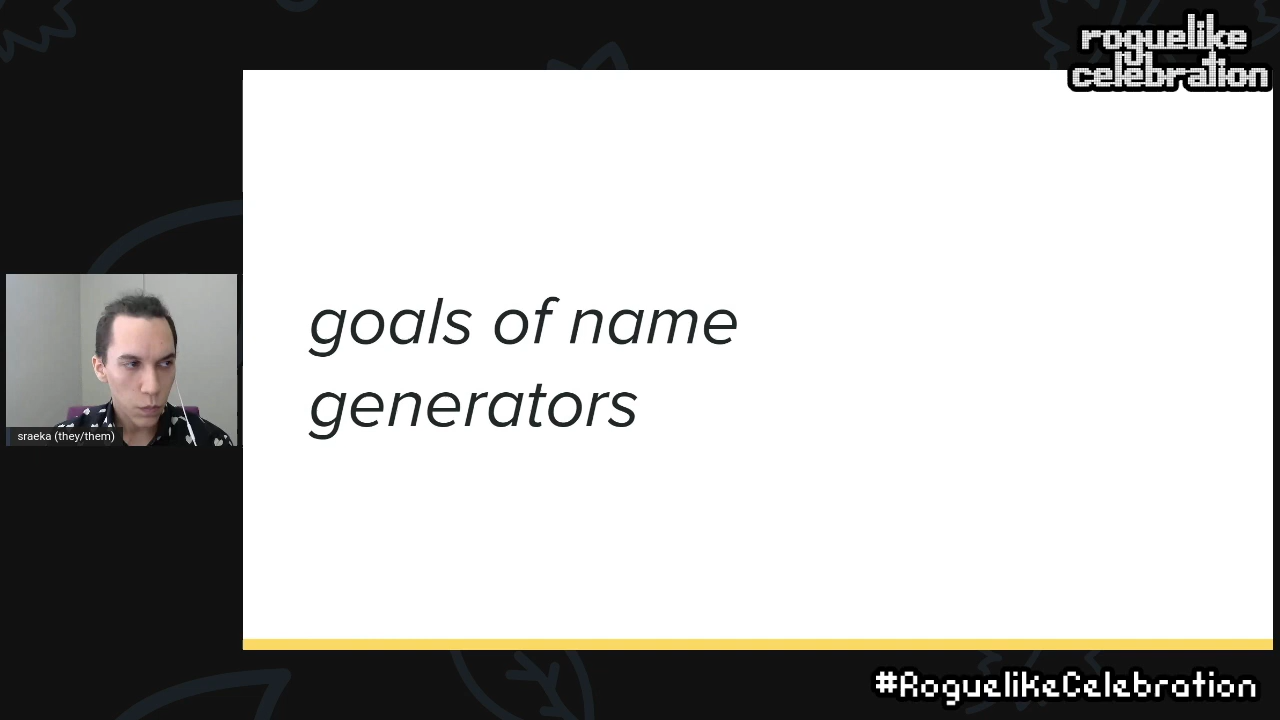 roguelike
celebration
goals of name
generators
sraeka (they/them)
#RoguelikeCelebration